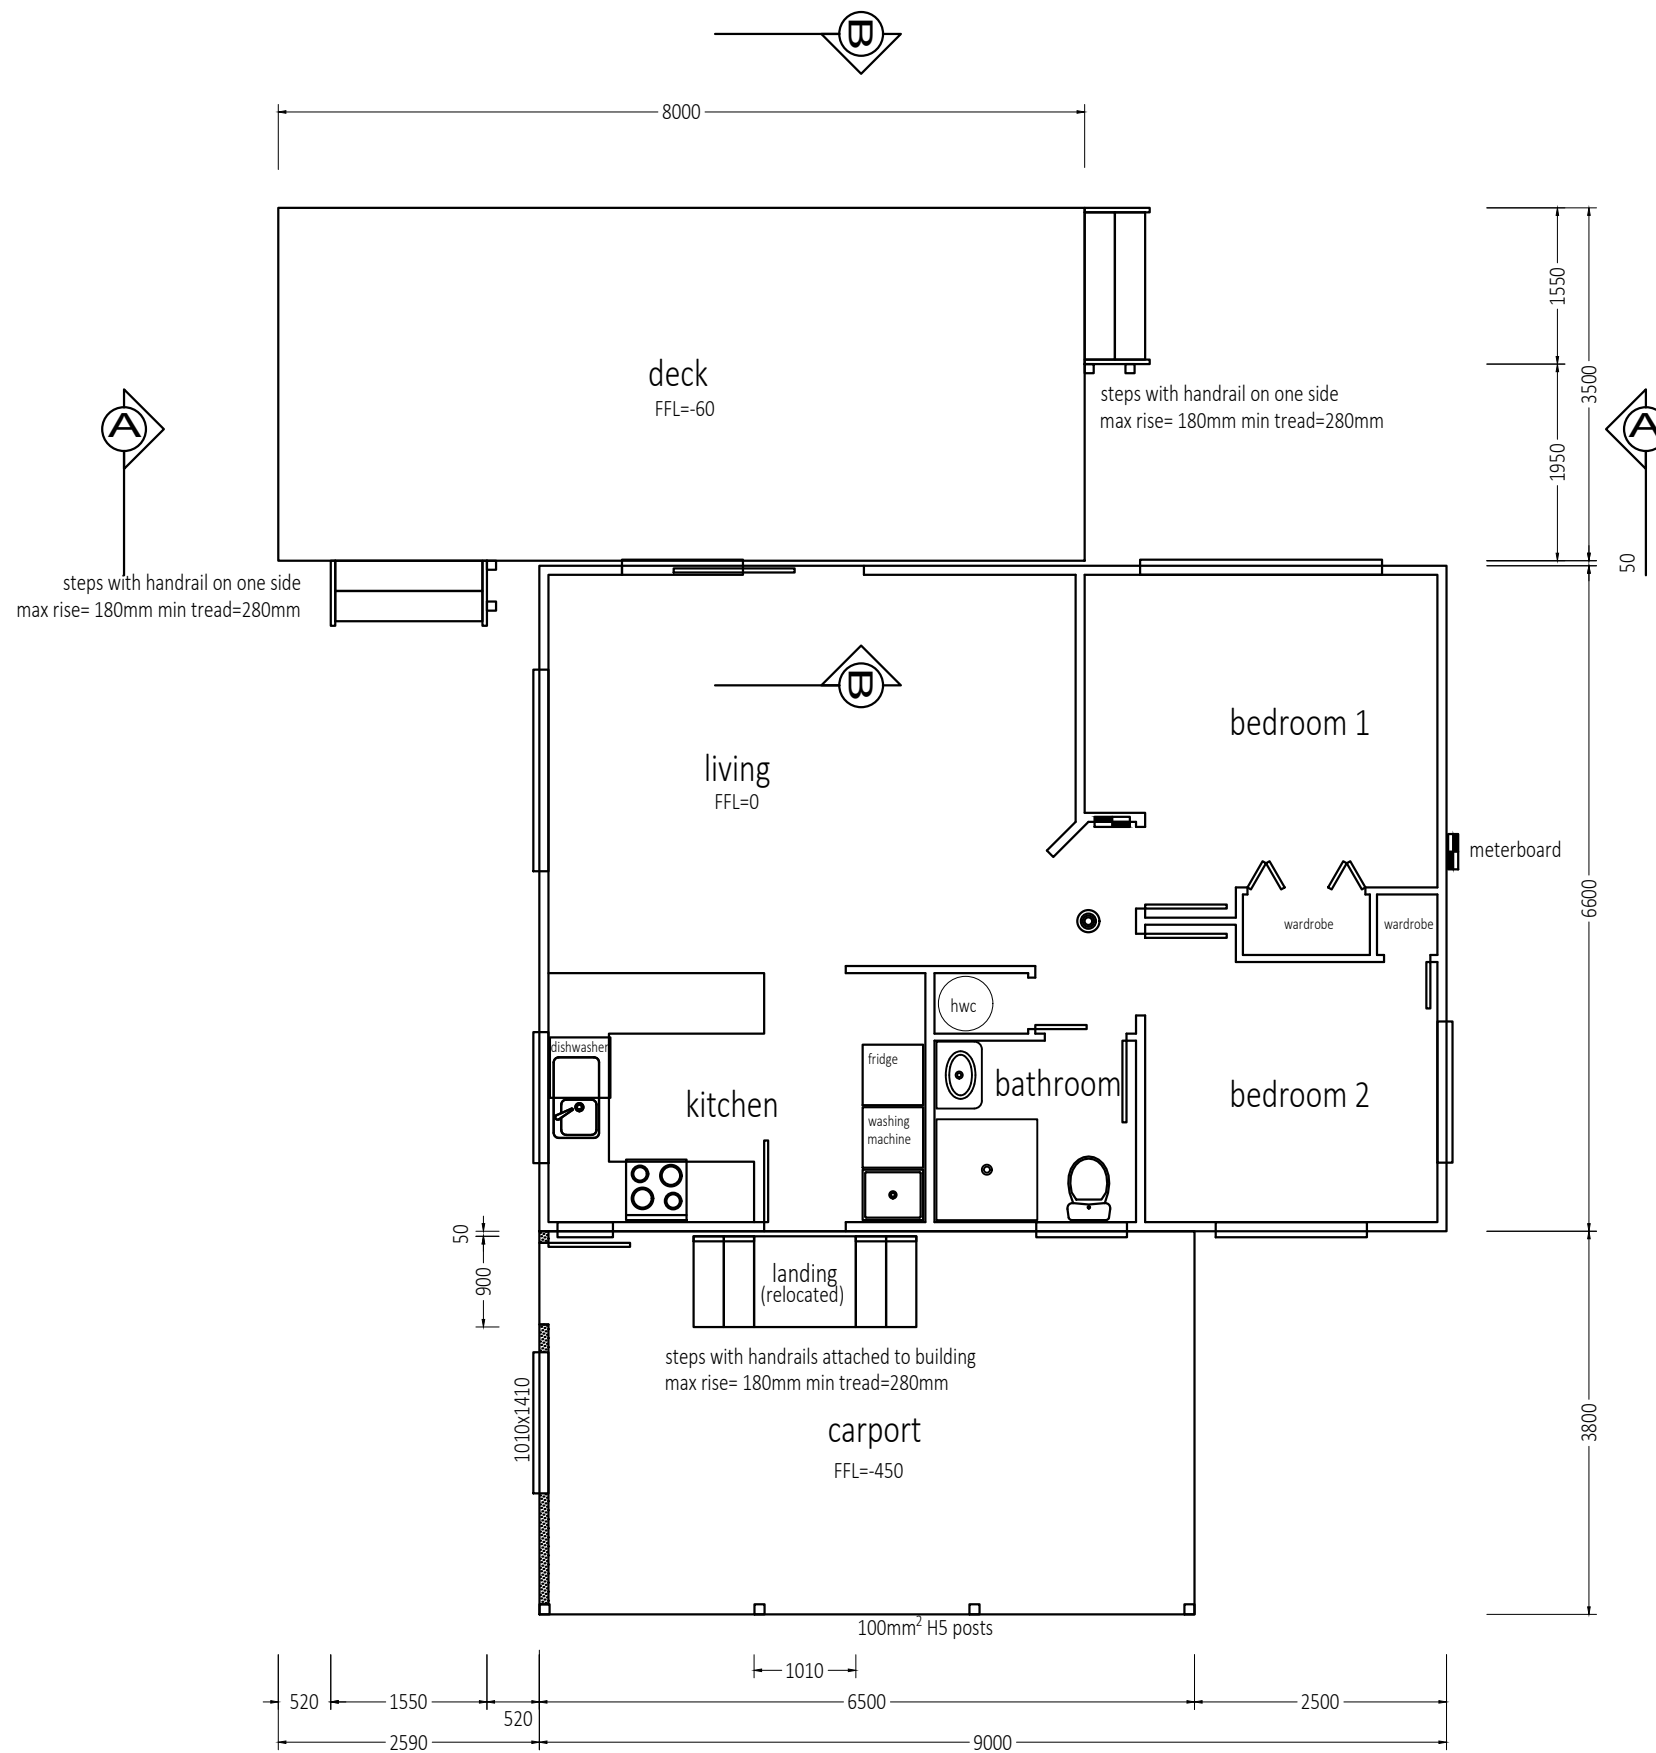 B
8000
1550
3500
deck
FFL=-60
steps with handrail on one side
max rise= 180mm min tread=280mm
A
A
1950
50
steps with handrail on one side
max rise= 180mm min tread=280mm
B
bedroom 1
living
FFL=0
meterboard
6600
wardrobe
wardrobe
hwc
dishwasher
fridge
bathroom
kitchen
bedroom 2
washing
machine
50
900
landing
(relocated)
steps with handrails attached to building
max rise= 180mm min tread=280mm
1010x1410
carport
FFL=-450
3800
100mm² H5 posts
1010
520
1550
520
6500
2500
2590
9000